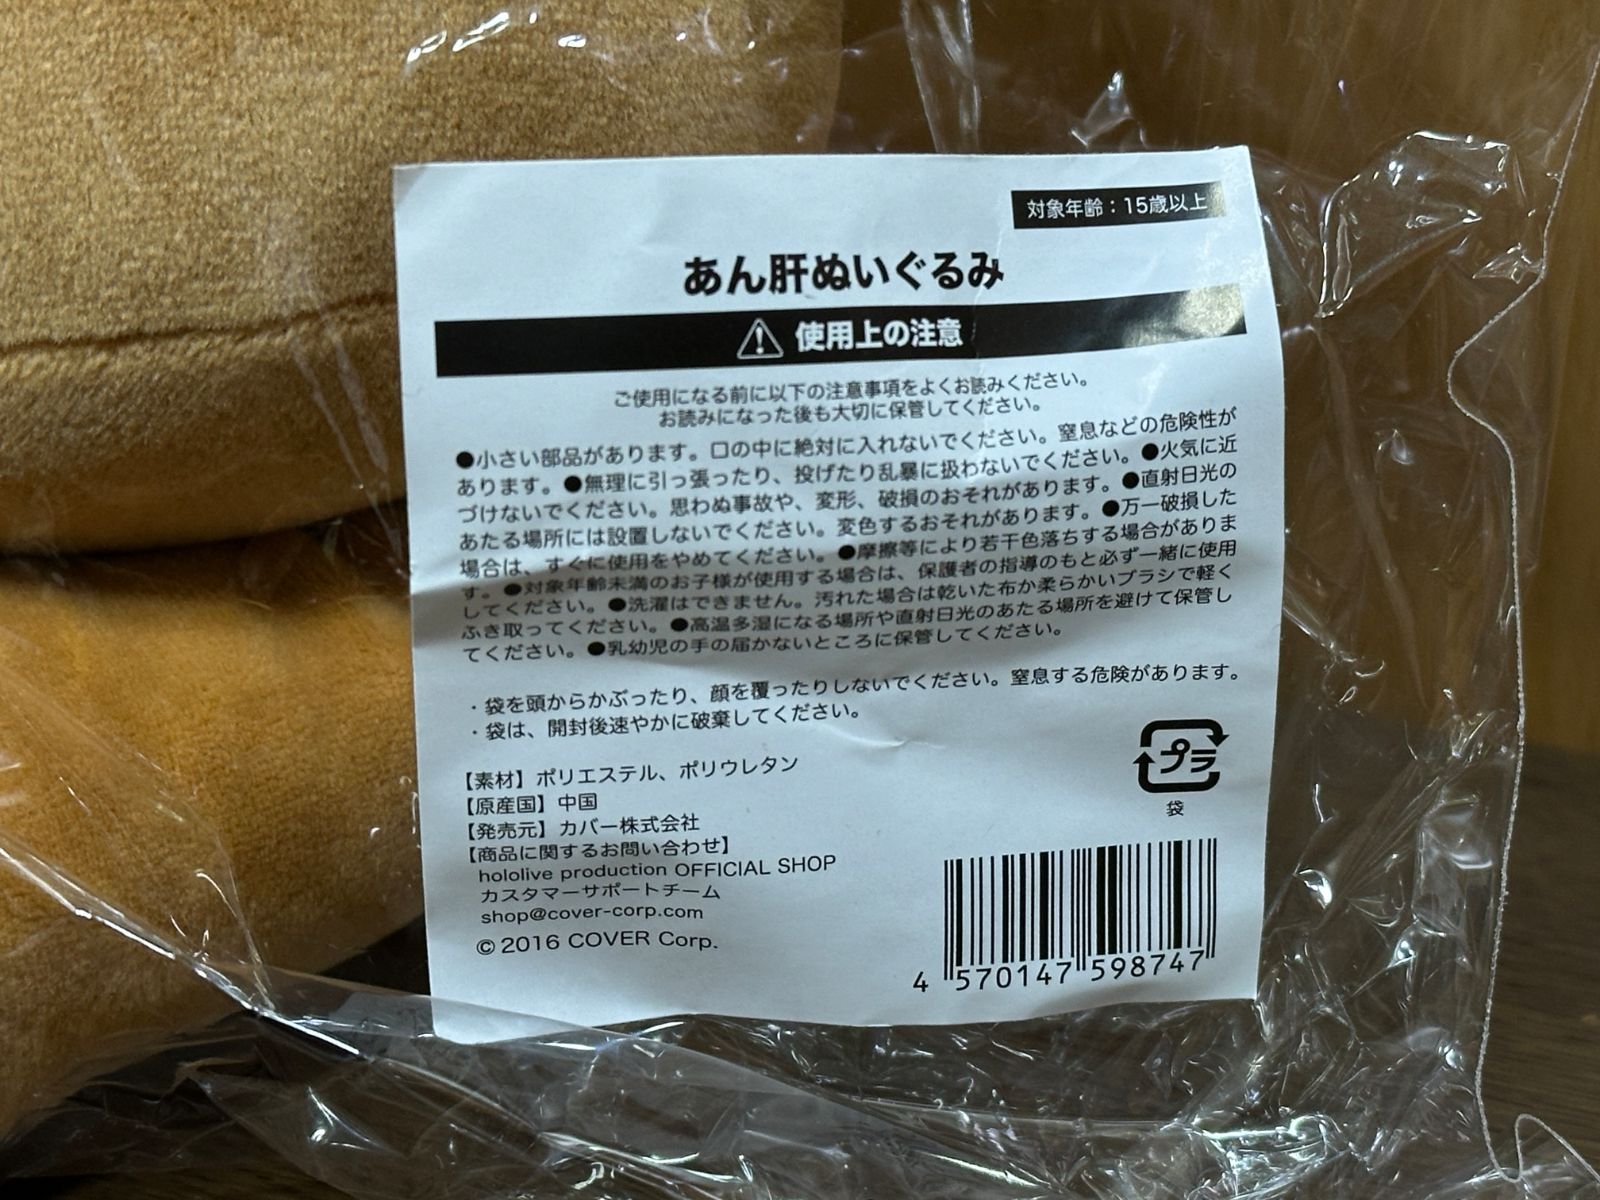 対象年齢：15歳以上
あん肝ぬいぐるみ
使用上の注意
ご使用になる前に以下の注意事項をよくお読みください。
お読みになった後も大切に保管してください。
●小さい部品があります。口の中に絶対に入れないでください。窒息などの危険性が
あります。●無理に引っ張ったり、投げたり乱暴に扱わないでください。●火気に近
づけないでください。思わぬ事故や、変形、破損のおそれがあります。●直射日光の
あたる場所には設置しないでください。変色するおそれがあります。●万一破損した
場合は、すぐに使用をやめてください。●摩擦等により若干色落ちする場合がありま
す。●対象年齢未満のお子様が使用する場合は、保護者の指導のもと必ず一緒に使用
してください。●洗濯はできません。汚れた場合は乾いた布か柔らかいブラシで軽く
ふき取ってください。●高温多湿になる場所や直射日光のあたる場所を避けて保管し
てください。●乳幼児の手の届かないところに保管してください。
・袋を頭からかぶったり、顔を覆ったりしないでください。窒息する危険があります。
・袋は、開封後速やかに破棄してください。
【素材】ポリエステル、ポリウレタン
【原産国】中国
【発売元】カバー株式会社
【商品に関するお問い合わせ】
hololive production OFFICIAL SHOP
カスタマーサポートチーム
shop@cover-corp.com
© 2016 COVER Corp.
プラ
袋
4 570147 598747